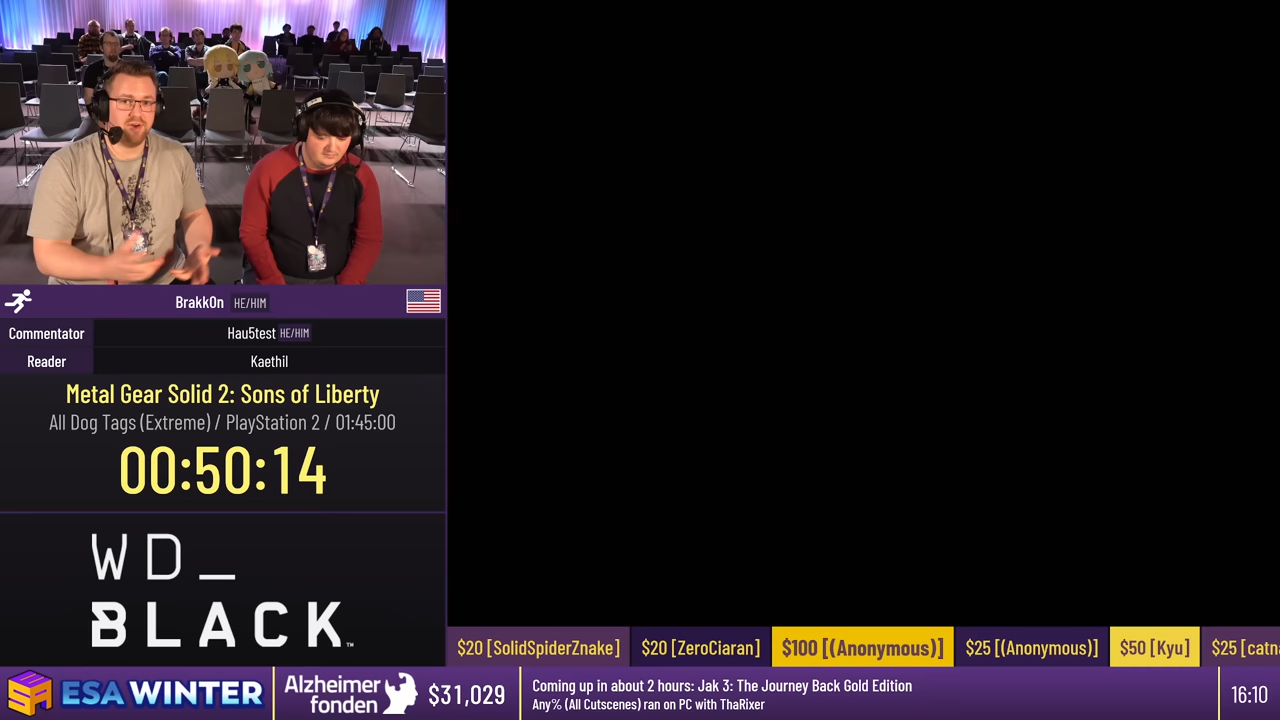 BrakkOn HE/HIM
Commentator Hau5test HE/HIM
Reader Kaethil
Metal Gear Solid 2: Sons of Liberty
All Dog Tags (Extreme) / PlayStation 2 / 01:45:00
00:50:14
WD_
BLACK™
$20 [SolidSpiderZnake] $20 [ZeroCiaran] $100 [(Anonymous)] $25 [(Anonymous)] $50 [Kyu] $25 [catna
ESA WINTER Alzheimer fonden $31,029 Coming up in about 2 hours: Jak 3: The Journey Back Gold Edition 16:10
Any% (All Cutscenes) ran on PC with ThaRixer